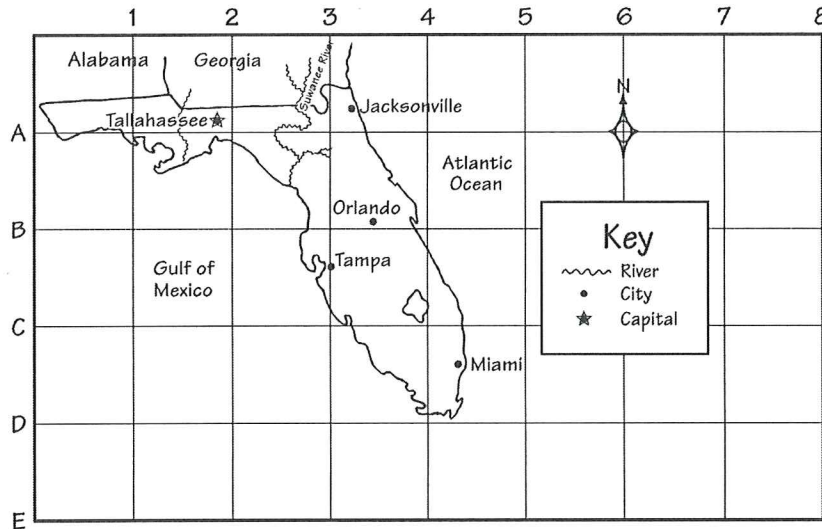 1 2 3 4 5 6 7 8
Alabama Georgia
Suwanee River
N
Tallahassee
Jacksonville
A
Atlantic
Ocean
Orlando
B
Key
Gulf of
Mexico
Tampa
River
City
Capital
C
Miami
D
E